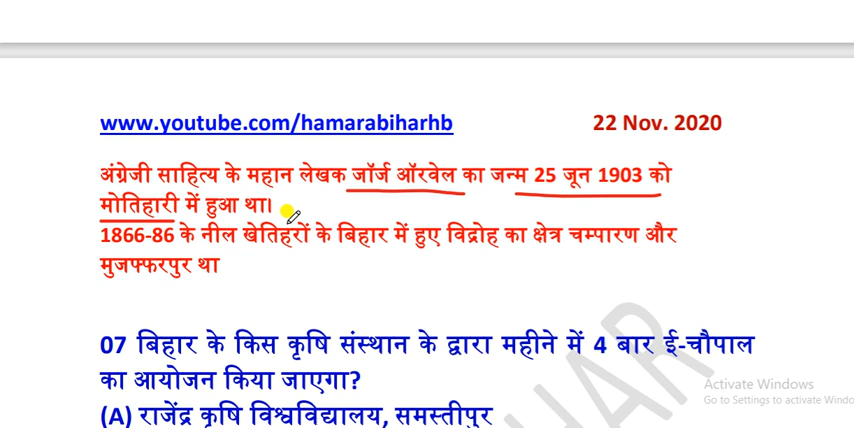 www.youtube.com/hamarabiharhb 22 Nov. 2020
अंग्रेजी साहित्य के महान लेखक जॉर्ज ऑरवेल का जन्म 25 जून 1903 को
मोतिहारी में हुआ था।
1866-86 के नील खेतिहरों के बिहार में हुए विद्रोह का क्षेत्र चम्पारण और
मुजफ्फरपुर था
07 बिहार के किस कृषि संस्थान के द्वारा महीने में 4 बार ई-चौपाल
का आयोजन किया जाएगा?
(A) राजेंद्र कृषि विश्वविद्यालय, समस्तीपुर
Activate Windows
Go to Settings to activate Windo